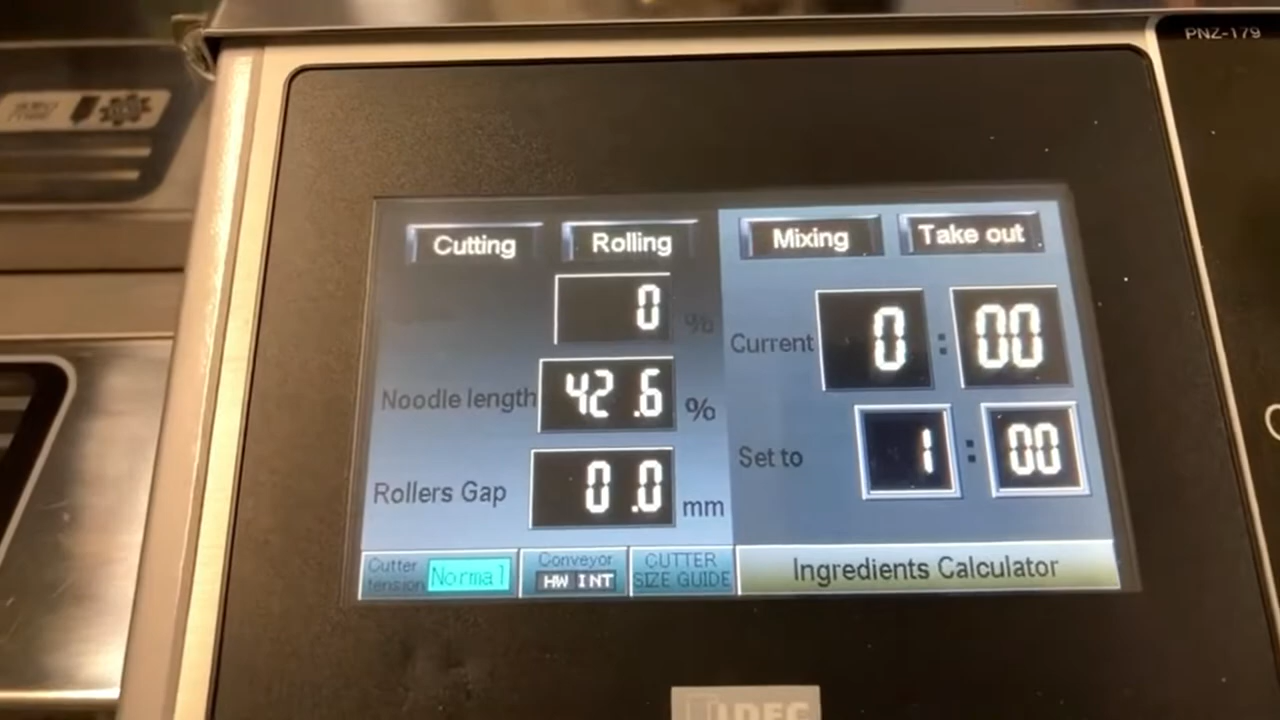 PNZ-179
Cutting Rolling
0 %
Noodle length 42.6 %
Rollers Gap 0.0 mm
Cutter tension Normal
Conveyor
HW INT
CUTTER
SIZE GUIDE
Mixing Take out
Current 0 : 00
Set to 1 : 00
Ingredients Calculator
IDEC